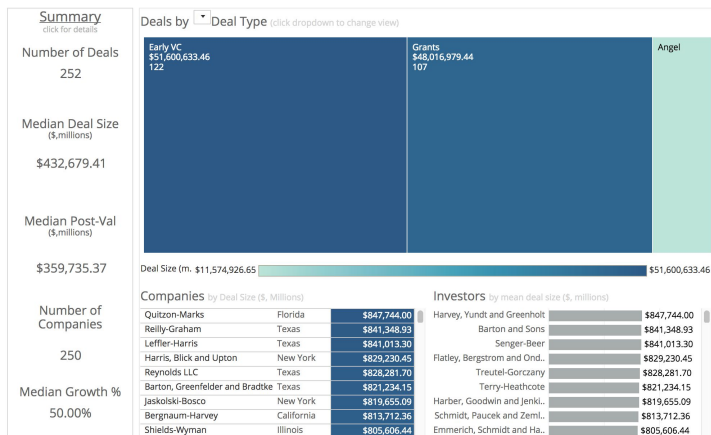 Summary
click for details
Number of Deals
252
Median Deal Size
($,millions)
$432,679.41
Median Post-Val
($,millions)
$359,735.37
Number of
Companies
250
Median Growth %
50.00%
Deals by Deal Type (click dropdown to change view)
Early VC
$51,600,633.46
122
Grants
$48,016,979.44
107
Angel
Deal Size (m. $11,574,926.65 $51,600,633.46
Companies by Deal Size ($, Millions)
Quitzon-Marks Florida $847,744.00
Reilly-Graham Texas $841,348.93
Leffler-Harris Texas $841,013.30
Harris, Blick and Upton New York $829,230.45
Reynolds LLC Texas $828,281.70
Barton, Greenfelder and Bradtke Texas $821,234.15
Jaskolski-Bosco New York $819,655.09
Bergnaum-Harvey California $813,712.36
Shields-Wyman Illinois $805,606.44
Investors by mean deal size ($, millions)
Harvey, Yundt and Greenholt $847,744.00
Barton and Sons $841,348.93
Senger-Beer $841,013.30
Flatley, Bergstrom and Ond.. $829,230.45
Treutel-Gorczany $828,281.70
Terry-Heathcote $821,234.15
Harber, Goodwin and Jenki.. $819,655.09
Schmidt, Paucek and Zeml.. $813,712.36
Emmerich, Schmidt and Ha.. $805,606.44